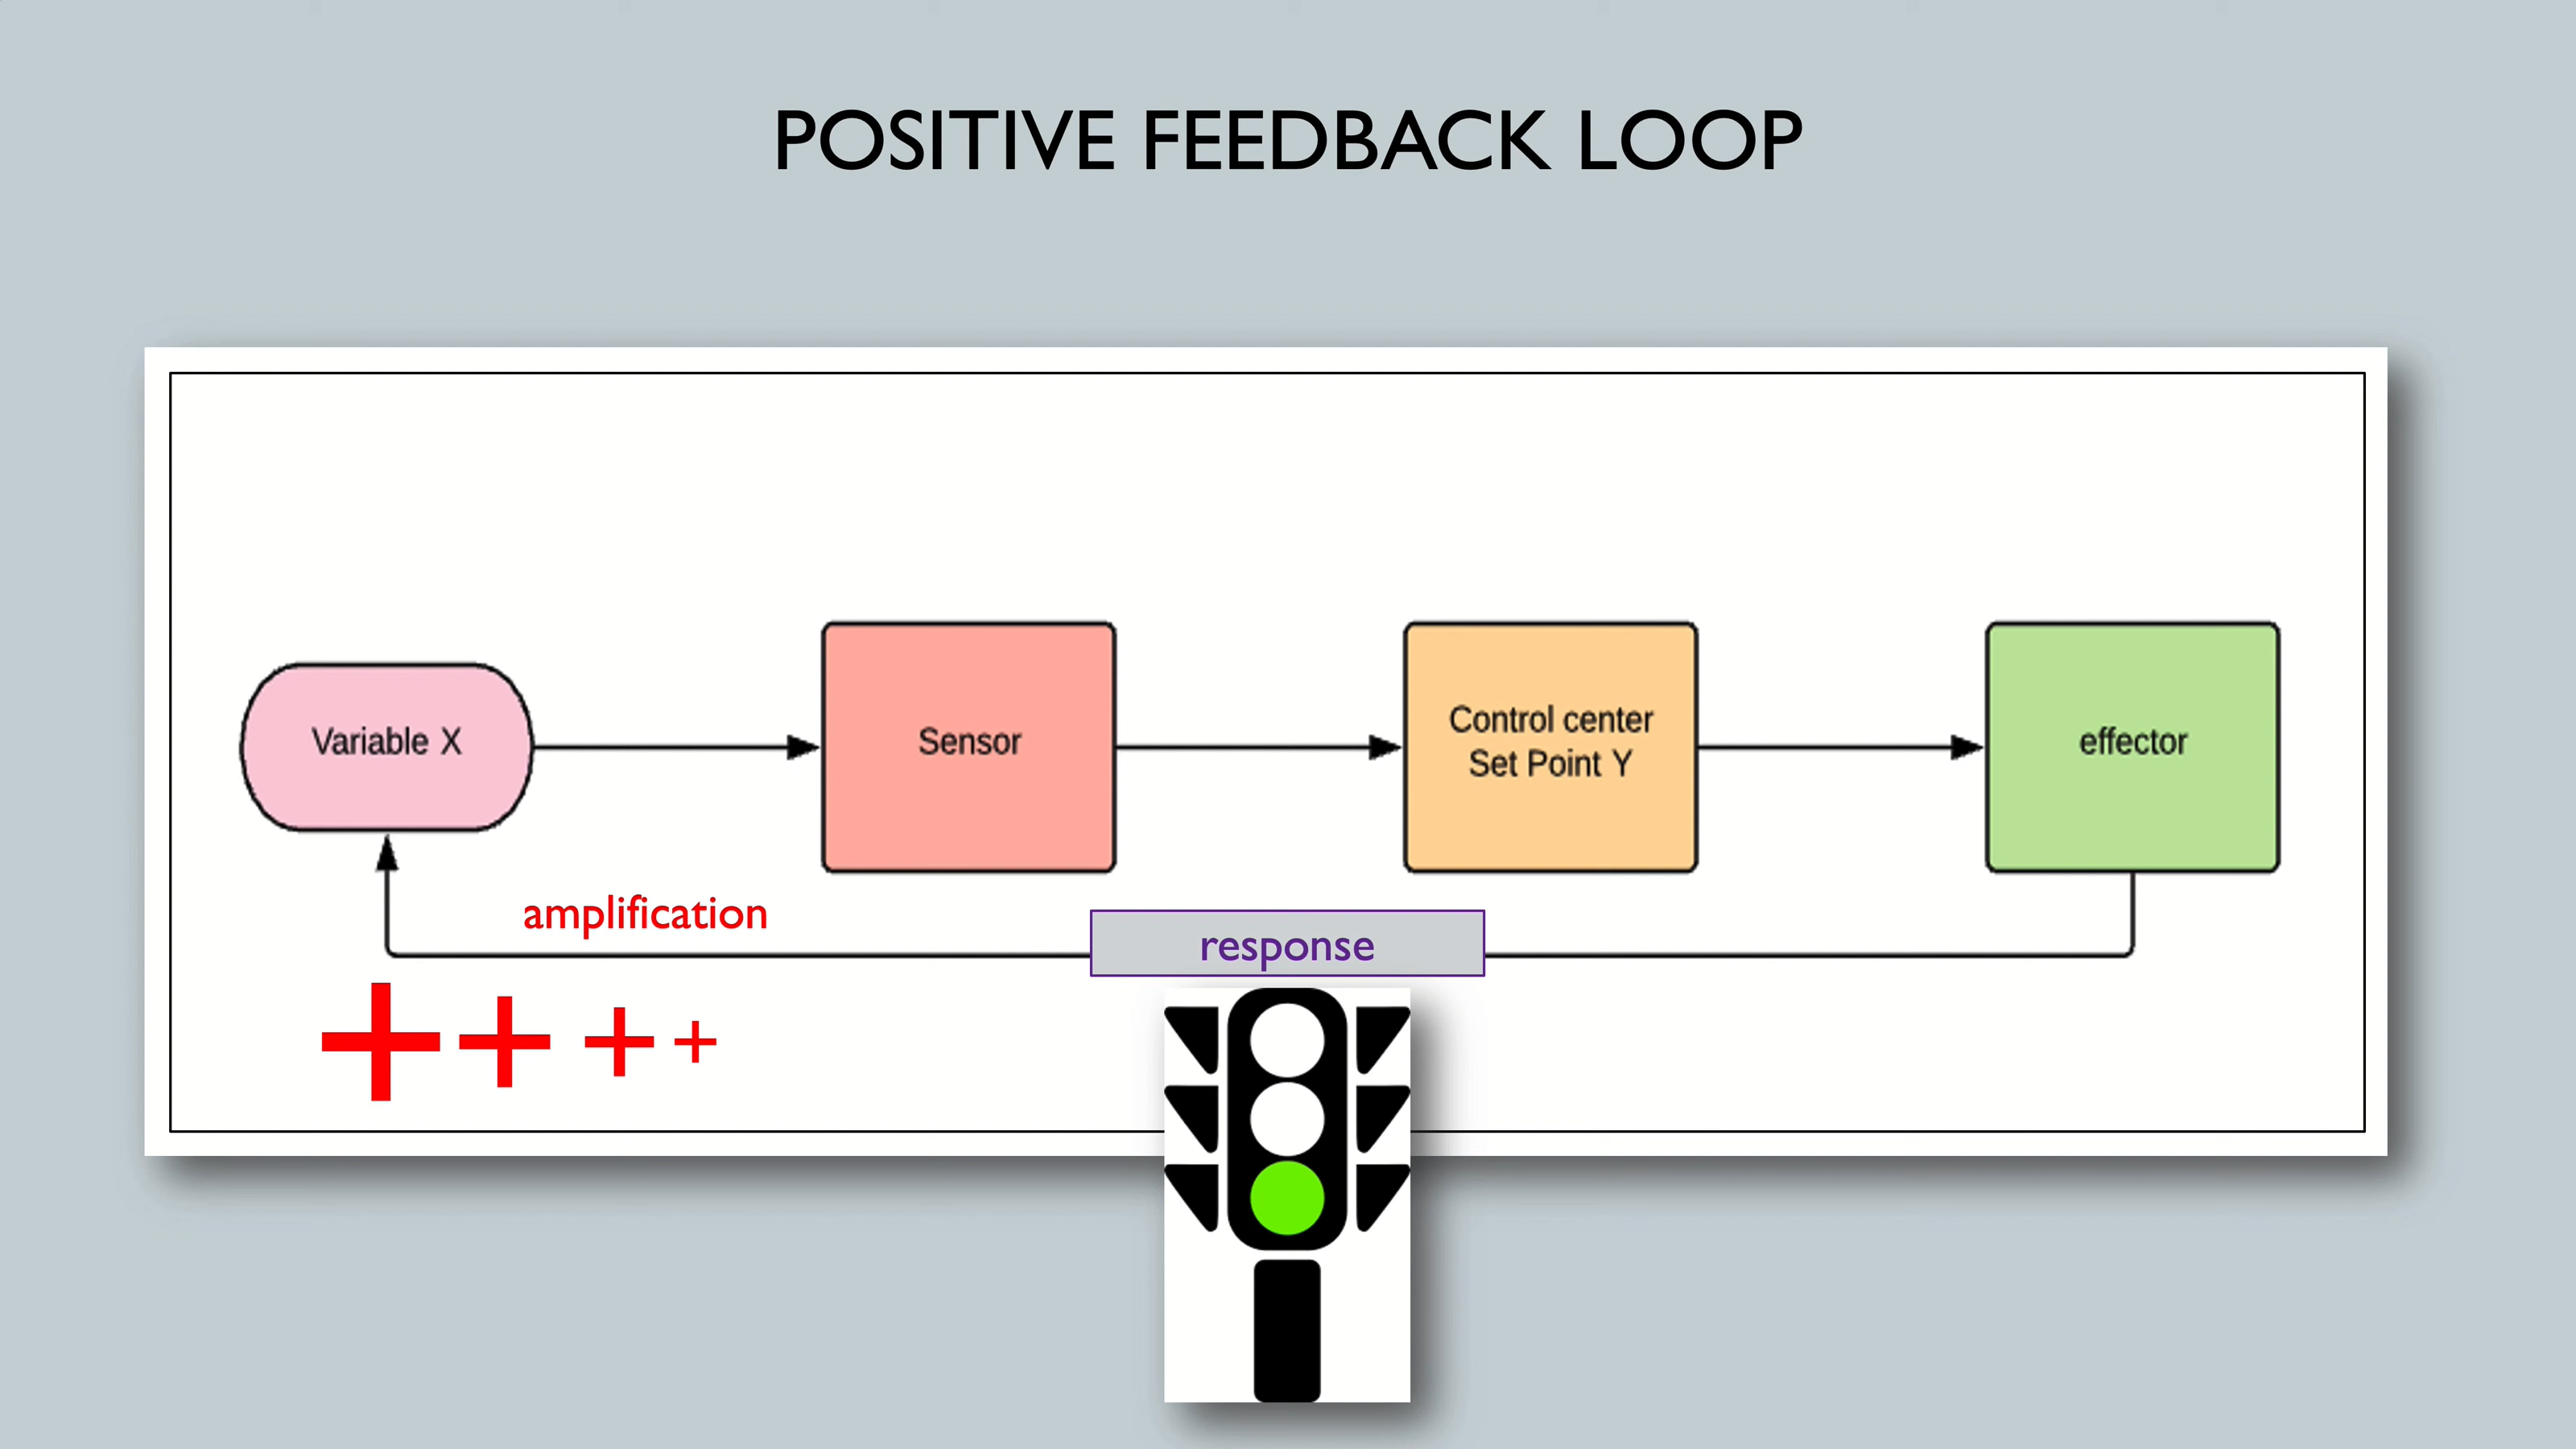 POSITIVE FEEDBACK LOOP
Variable X
Sensor
Control center
Set Point Y
effector
amplification
response